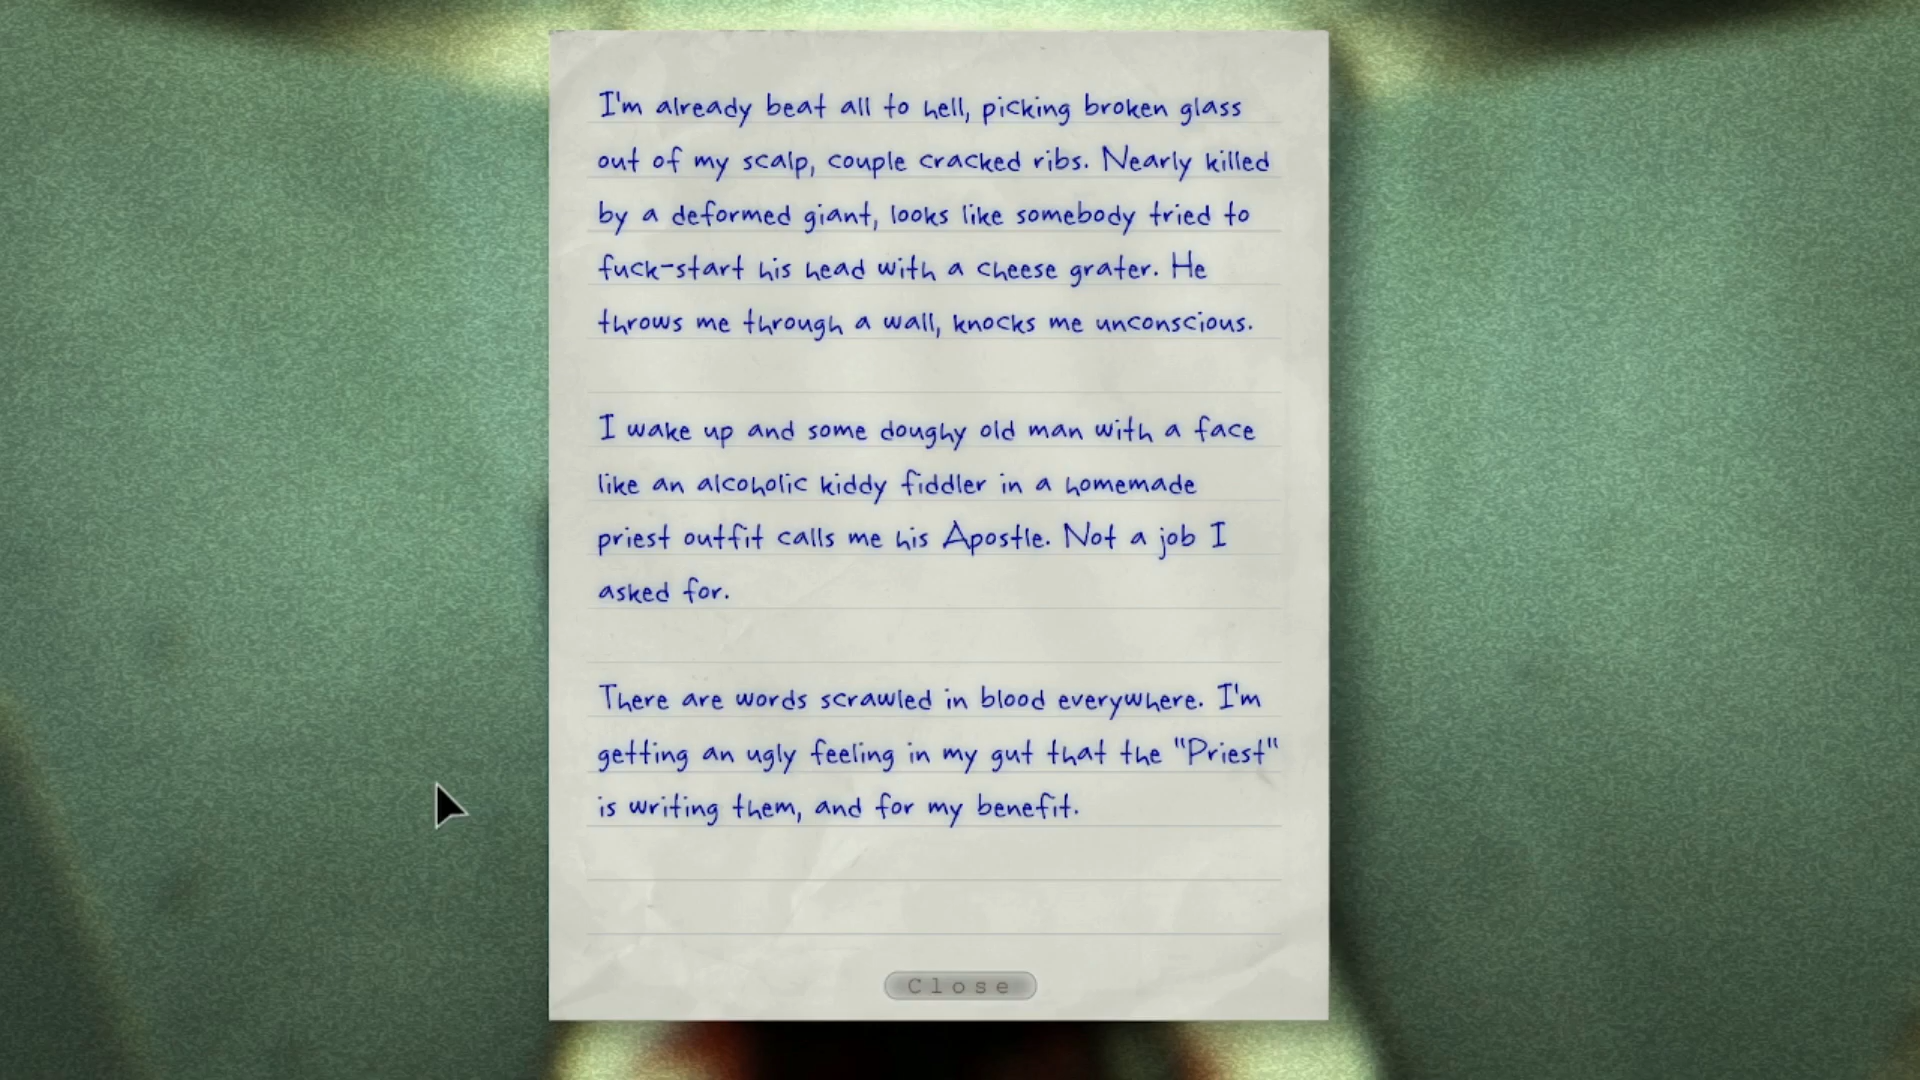 I'm already beat all to hell, picking broken glass
out of my scalp, couple cracked ribs. Nearly killed
by a deformed giant, looks like somebody tried to
fuck-start his head with a cheese grater. He
throws me through a wall, knocks me unconscious.
I wake up and some doughy old man with a face
like an alcoholic kiddy fiddler in a homemade
priest outfit calls me his Apostle. Not a job I
asked for.
There are words scrawled in blood everywhere. I'm
getting an ugly feeling in my gut that the "Priest"
is writing them, and for my benefit.
Close